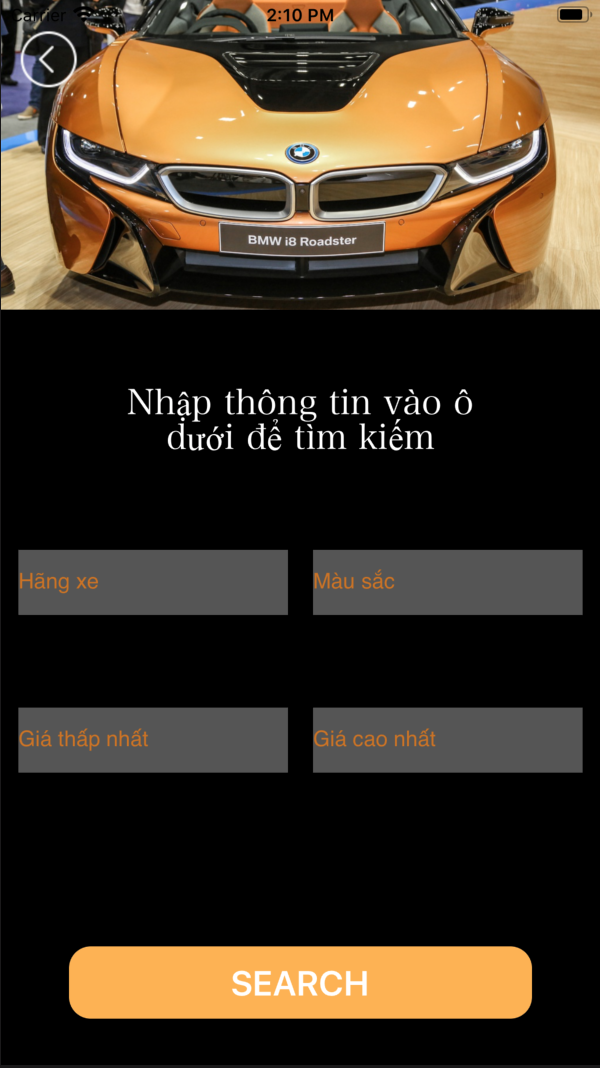 Carrier
2:10 PM
BMW i8 Roadster
Nhập thông tin vào ô
dưới để tìm kiếm
Hãng xe
Màu sắc
Giá thấp nhất
Giá cao nhất
SEARCH